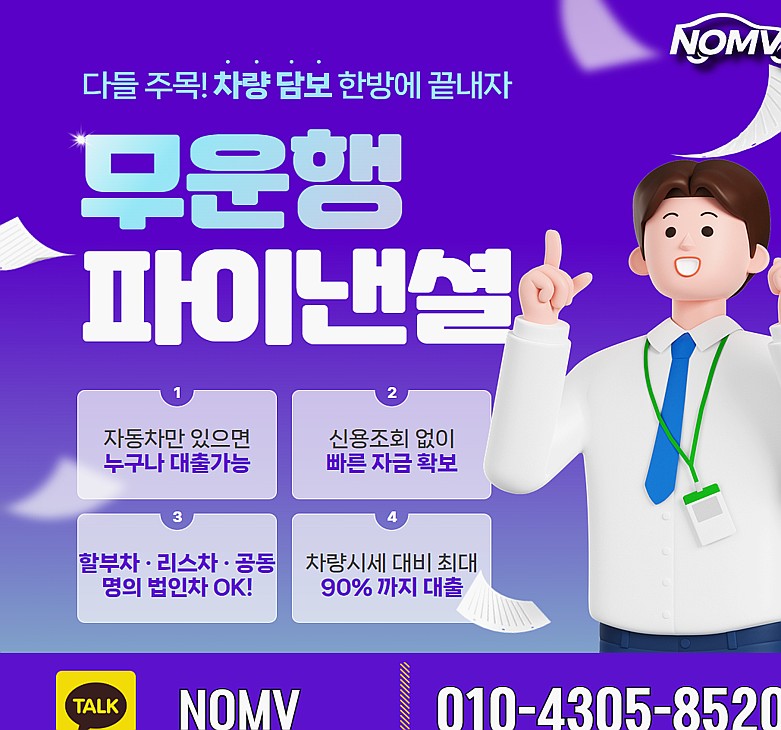 NOMV
다들 주목! 차량 담보 한방에 끝내자
무운행
파이낸셜
1
자동차만 있으면
누구나 대출가능
2
신용조회 없이
빠른 자금 확보
3
할부차 · 리스차 · 공동
명의 법인차 OK!
4
차량시세 대비 최대
90% 까지 대출
TALK
NOMV
010-4305-8520